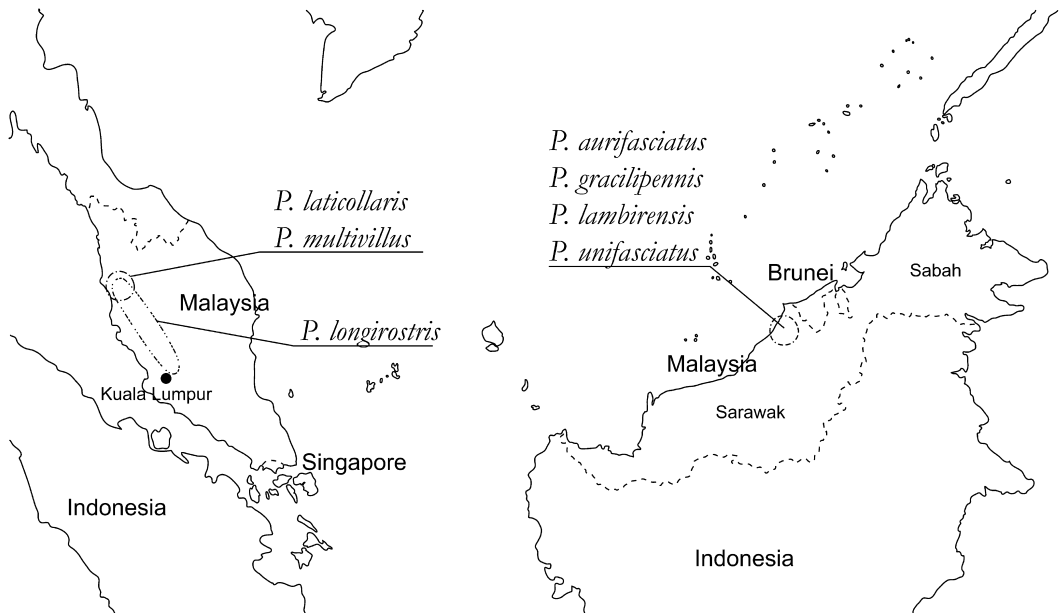 P. laticollaris
P. multivillus
Malaysia
P. longirostris
Kuala Lumpur
Singapore
Indonesia
P. aurifasciatus
P. gracilipennis
P. lambirensis
P. unifasciatus
Brunei
Sabah
Malaysia
Sarawak
Indonesia